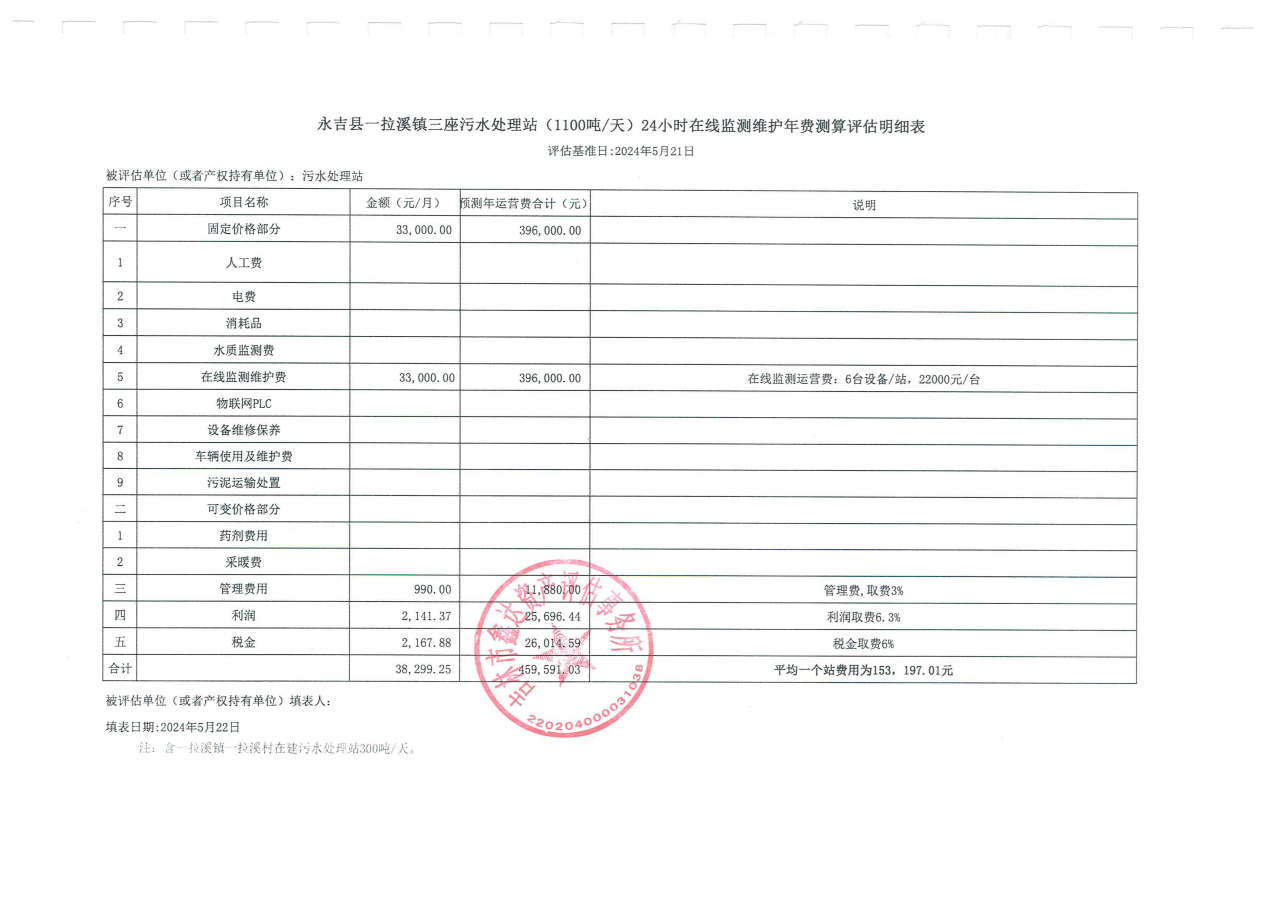 永吉县一拉溪镇三座污水处理站（1100吨/天）24小时在线监测维护年费测算评估明细表
评估基准日:2024年5月21日
被评估单位（或者产权持有单位）: 污水处理站
序号 项目名称 金额（元/月） 预测年运营费合计（元） 说明
一 固定价格部分 33,000.00 396,000.00
1 人工费
2 电费
3 消耗品
4 水质监测费
5 在线监测维护费 33,000.00 396,000.00 在线监测运营费: 6台设备/站, 22000元/台
6 物联网PLC
7 设备维修保养
8 车辆使用及维护费
9 污泥运输处置
二 可变价格部分
1 药剂费用
2 采暖费
三 管理费用 990.00 11,880.00 管理费,取费3%
四 利润 2,141.37 25,696.44 利润取费6.3%
五 税金 2,167.88 26,014.59 税金取费6%
合计 38,299.25 459,591.03 平均一个站费用为153, 197.01元
吉林市鑫达资产评估事务所
220204000031038
被评估单位（或者产权持有单位）填表人:
填表日期:2024年5月22日
注: 含一拉溪镇一拉溪村在建污水处理站300吨/天。